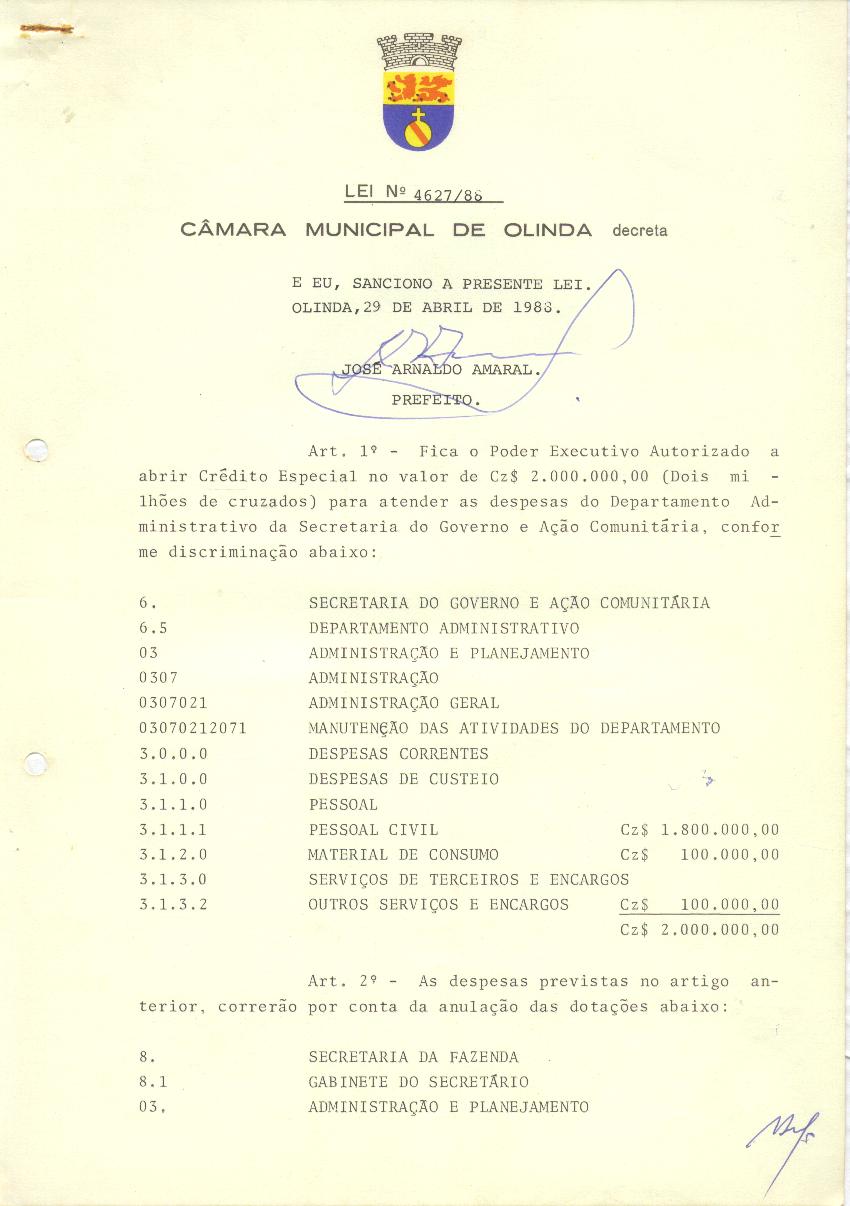 LEI Nº 4627/88
CÂMARA MUNICIPAL DE OLINDA decreta
E EU, SANCIONO A PRESENTE LEI.
OLINDA,29 DE ABRIL DE 1988.
JOSÉ ARNALDO AMARAL.
PREFEITO.
Art. 1º - Fica o Poder Executivo Autorizado a
abrir Crédito Especial no valor de Cz$ 2.000.000,00 (Dois mi -
lhões de cruzados) para atender as despesas do Departamento Ad-
ministrativo da Secretaria do Governo e Ação Comunitária, confor
me discriminação abaixo:
6. SECRETARIA DO GOVERNO E AÇÃO COMUNITÁRIA
6.5 DEPARTAMENTO ADMINISTRATIVO
03 ADMINISTRAÇÃO E PLANEJAMENTO
0307 ADMINISTRAÇÃO
0307021 ADMINISTRAÇÃO GERAL
03070212071 MANUTENÇÃO DAS ATIVIDADES DO DEPARTAMENTO
3.0.0.0 DESPESAS CORRENTES
3.1.0.0 DESPESAS DE CUSTEIO
3.1.1.0 PESSOAL
3.1.1.1 PESSOAL CIVIL Cz$ 1.800.000,00
3.1.2.0 MATERIAL DE CONSUMO Cz$ 100.000,00
3.1.3.0 SERVIÇOS DE TERCEIROS E ENCARGOS
3.1.3.2 OUTROS SERVIÇOS E ENCARGOS Cz$ 100.000,00
Cz$ 2.000.000,00
Art. 2º - As despesas previstas no artigo an-
terior, correrão por conta da anulação das dotações abaixo:
8. SECRETARIA DA FAZENDA
8.1 GABINETE DO SECRETÁRIO
03, ADMINISTRAÇÃO E PLANEJAMENTO